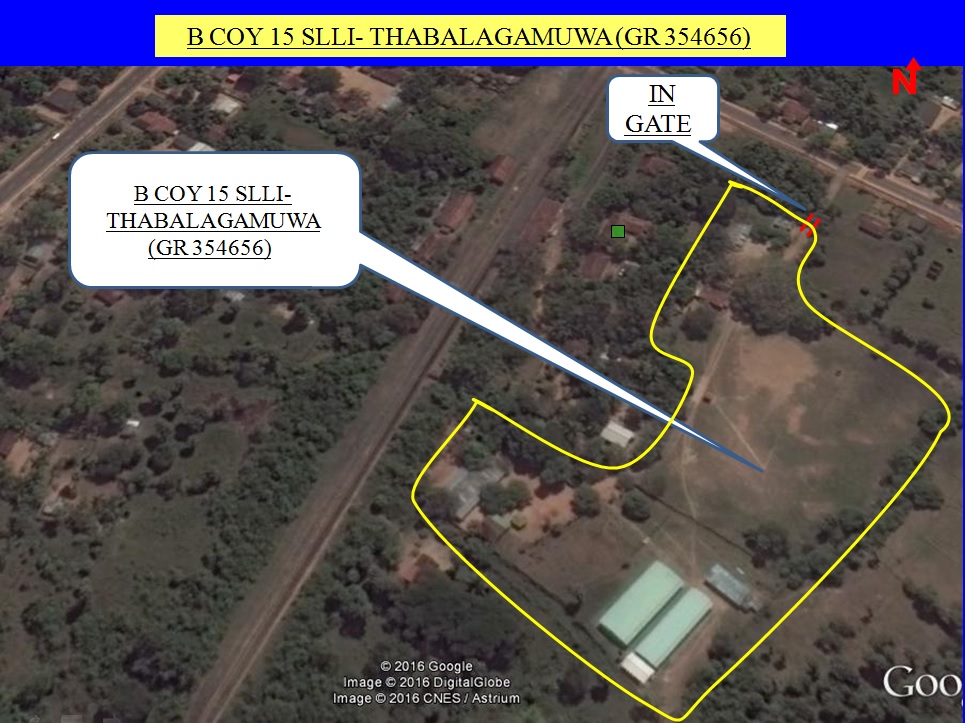 B COY 15 SLLI- THABALAGAMUWA (GR 354656)
N
IN
GATE
B COY 15 SLLI-
THABALAGAMUWA
(GR 354656)
© 2016 Google
Image © 2016 DigitalGlobe
Image © 2016 CNES / Astrium
Goo